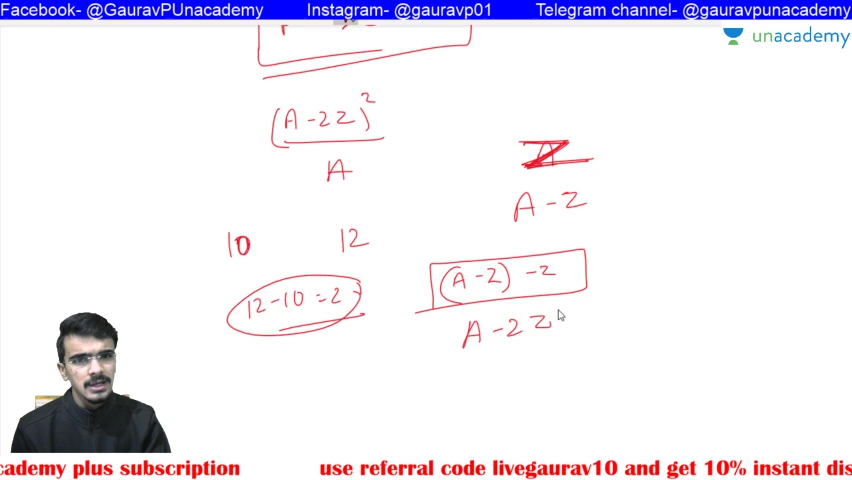 Facebook- @GauravPUnacademy Instagram- @gauravp01 Telegram channel- @gauravpunacademy
unacademy
(A-2Z)²
A
A-Z
10 12
12-10=2
(A-Z) -Z
A-2Z
cademy plus subscription use referral code livegaurav10 and get 10% instant dis